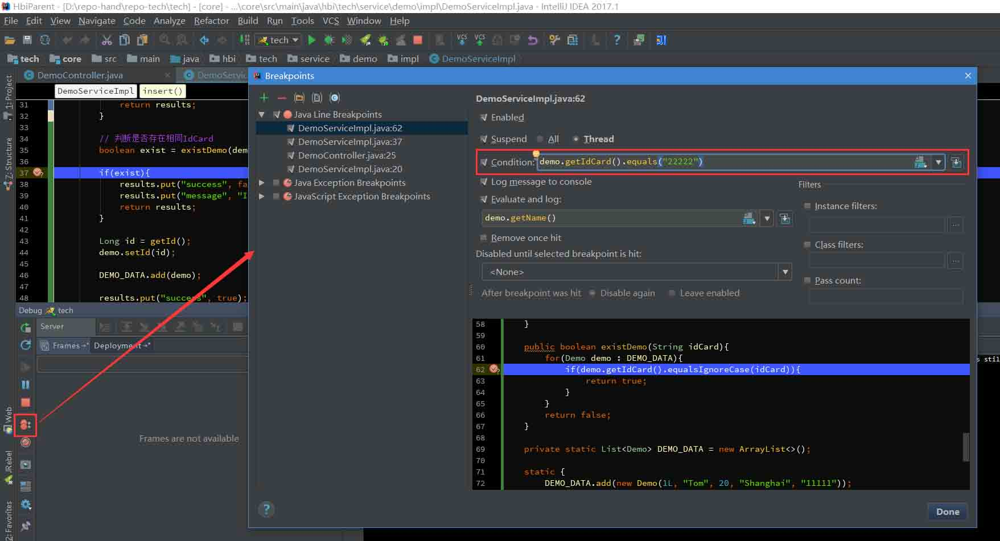 HbiParent - [D:\repo-hand\repo-tech\tech] - [core] - ...\core\src\main\java\hbi\tech\service\demo\impl\DemoServiceImpl.java - IntelliJ IDEA 2017.1
File Edit View Navigate Code Analyze Refactor Build Run Tools VCS Window Help
tech
tech core src main java hbi tech service demo impl DemoServiceImpl
1: Project
Z: Structure
Web
JRebel
2: Favorites
DemoController.java
DemoServic
DemoServiceImpl insert()
31 return results;
32 }
33
34 // 判断是否存在相同IdCard
35 boolean exist = existDemo(dem
36
37 if(exist){
38 results.put("success", fa
39 results.put("message", "I
40 return results;
41 }
42
43 Long id = getId();
44 demo.setId(id);
45
46 DEMO_DATA.add(demo);
47
48 results.put("success", true);
Debug tech
Server
Frames Deployment
Frames are not available
Breakpoints
Java Line Breakpoints
DemoServiceImpl.java:62
DemoServiceImpl.java:37
DemoController.java:25
DemoServiceImpl.java:20
Java Exception Breakpoints
JavaScript Exception Breakpoints
DemoServiceImpl.java:62
Enabled
Suspend All Thread
Condition: demo.getIdCard().equals("22222")
Log message to console
Evaluate and log:
demo.getName()
Remove once hit
Disabled until selected breakpoint is hit:
<None>
After breakpoint was hit Disable again Leave enabled
Filters
Instance filters:
Class filters:
Pass count:
58 }
59
60 public boolean existDemo(String idCard){
61 for(Demo demo : DEMO_DATA){
62 if(demo.getIdCard().equalsIgnoreCase(idCard)){
63 return true;
64 }
65 }
66 return false;
67 }
68
69 private static List<Demo> DEMO_DATA = new ArrayList<>();
70
71 static {
72 DEMO_DATA.add(new Demo(1L, "Tom", 20, "Shanghai", "11111"));
Done
s stil